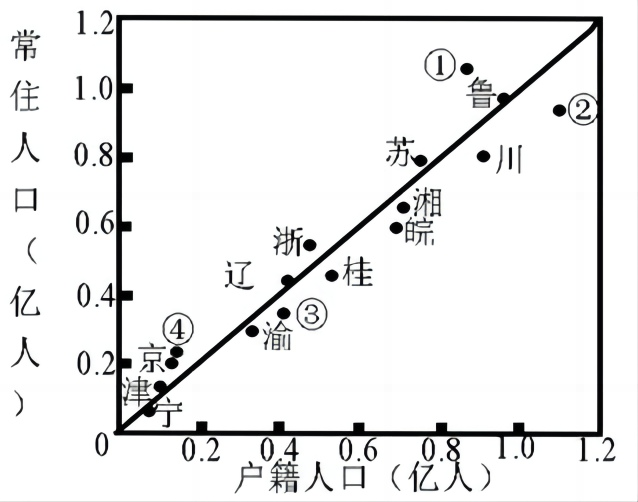 常住人口（亿人）
1.2
1.0
0.8
0.6
0.4
0.2
0
①
鲁
②
苏
川
湘
皖
浙
辽
桂
③
渝
④
京
津
宁
0.2 0.4 0.6 0.8 1.0 1.2
户籍人口（亿人）